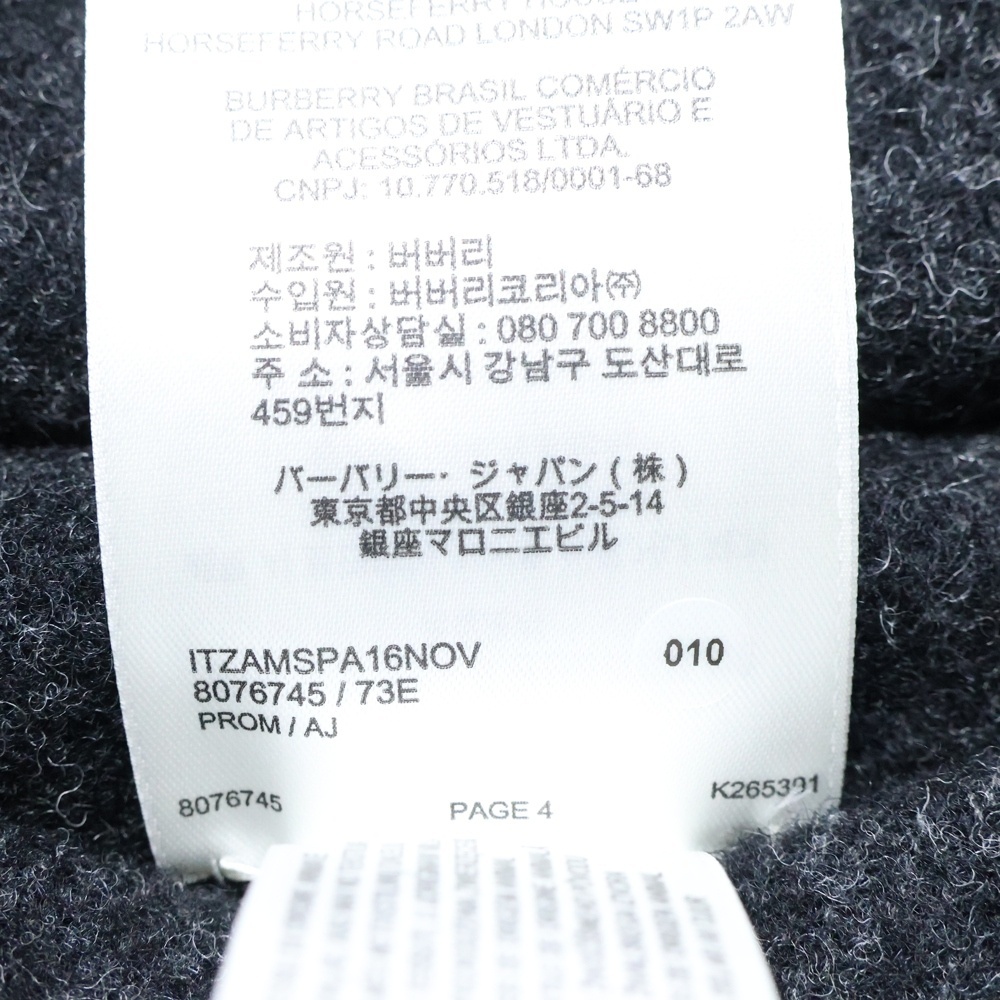 HORSEFERRY HOUSE
HORSEFERRY ROAD LONDON SW1P 2AW
BURBERRY BRASIL COMÉRCIO
DE ARTIGOS DE VESTUÁRIO E
ACESSÓRIOS LTDA.
CNPJ: 10.770.518/0001-68
제조원 : 버버리
수입원 : 버버리코리아㈜
소비자상담실 : 080 700 8800
주 소 : 서울시 강남구 도산대로
459번지
バーバリー・ジャパン ( 株 )
東京都中央区銀座2-5-14
銀座マロニエビル
ITZAMSPA16NOV
010
8076745 / 73E
PROM / AJ
8076745
PAGE 4
K265391